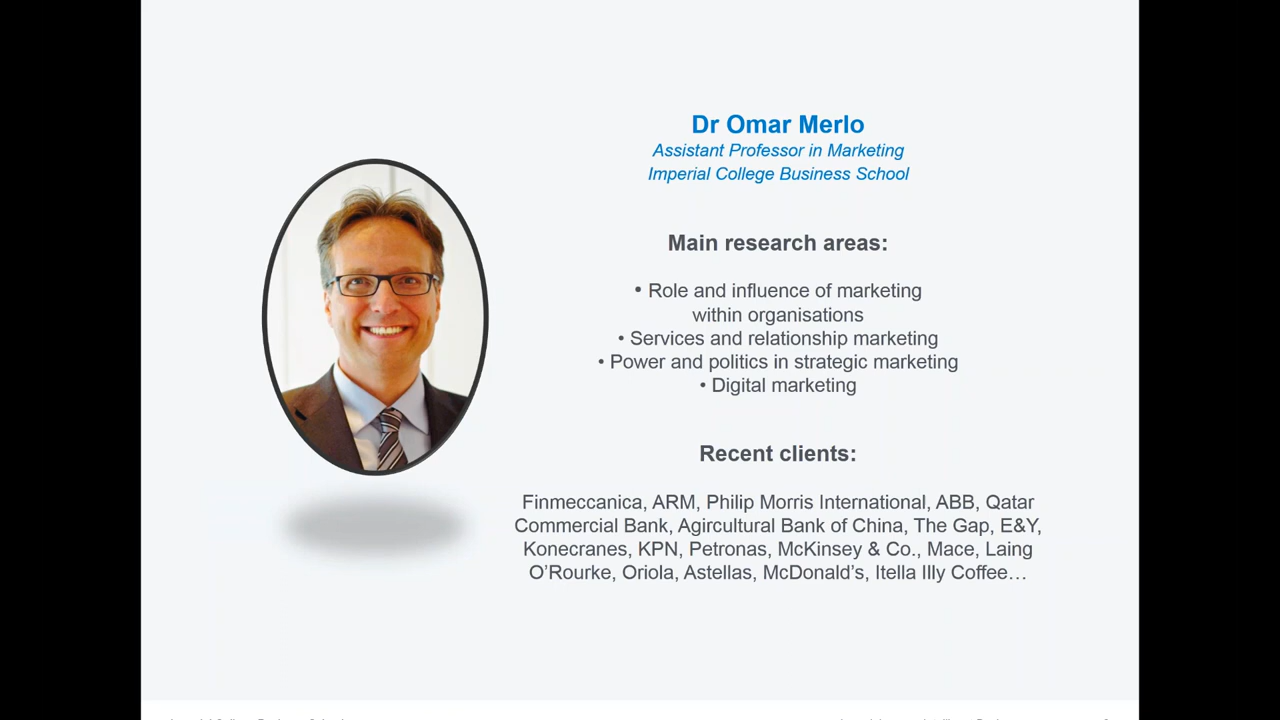 Dr Omar Merlo
Assistant Professor in Marketing
Imperial College Business School
Main research areas:
• Role and influence of marketing
within organisations
• Services and relationship marketing
• Power and politics in strategic marketing
• Digital marketing
Recent clients:
Finmeccanica, ARM, Philip Morris International, ABB, Qatar
Commercial Bank, Agircultural Bank of China, The Gap, E&Y,
Konecranes, KPN, Petronas, McKinsey & Co., Mace, Laing
O’Rourke, Oriola, Astellas, McDonald’s, Itella Illy Coffee…